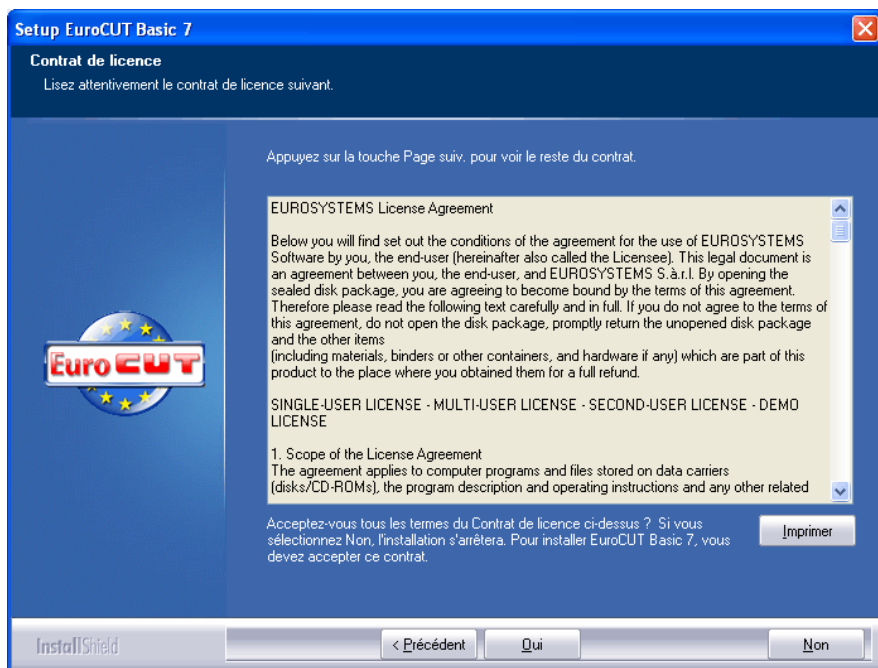 Setup EuroCUT Basic 7
Contrat de licence
Lisez attentivement le contrat de licence suivant.
Appuyez sur la touche Page suiv. pour voir le reste du contrat.
EUROSYSTEMS License Agreement
Below you will find set out the conditions of the agreement for the use of EUROSYSTEMS
Software by you, the end-user (hereinafter also called the Licensee). This legal document is
an agreement between you, the end-user, and EUROSYSTEMS S.à.r.l. By opening the
sealed disk package, you are agreeing to become bound by the terms of this agreement.
Therefore please read the following text carefully and in full. If you do not agree to the terms of
this agreement, do not open the disk package, promptly return the unopened disk package
and the other items
(including materials, binders or other containers, and hardware if any) which are part of this
product to the place where you obtained them for a full refund.
SINGLE-USER LICENSE - MULTI-USER LICENSE - SECOND-USER LICENSE - DEMO
LICENSE
1. Scope of the License Agreement
The agreement applies to computer programs and files stored on data carriers
(disks/CD-ROMs), the program description and operating instructions and any other related
Euro CUT
Acceptez-vous tous les termes du Contrat de licence ci-dessus ? Si vous
sélectionnez Non, l'installation s'arrêtera. Pour installer EuroCUT Basic 7, vous
devez accepter ce contrat.
Imprimer
InstallShield
< Précédent
Oui
Non